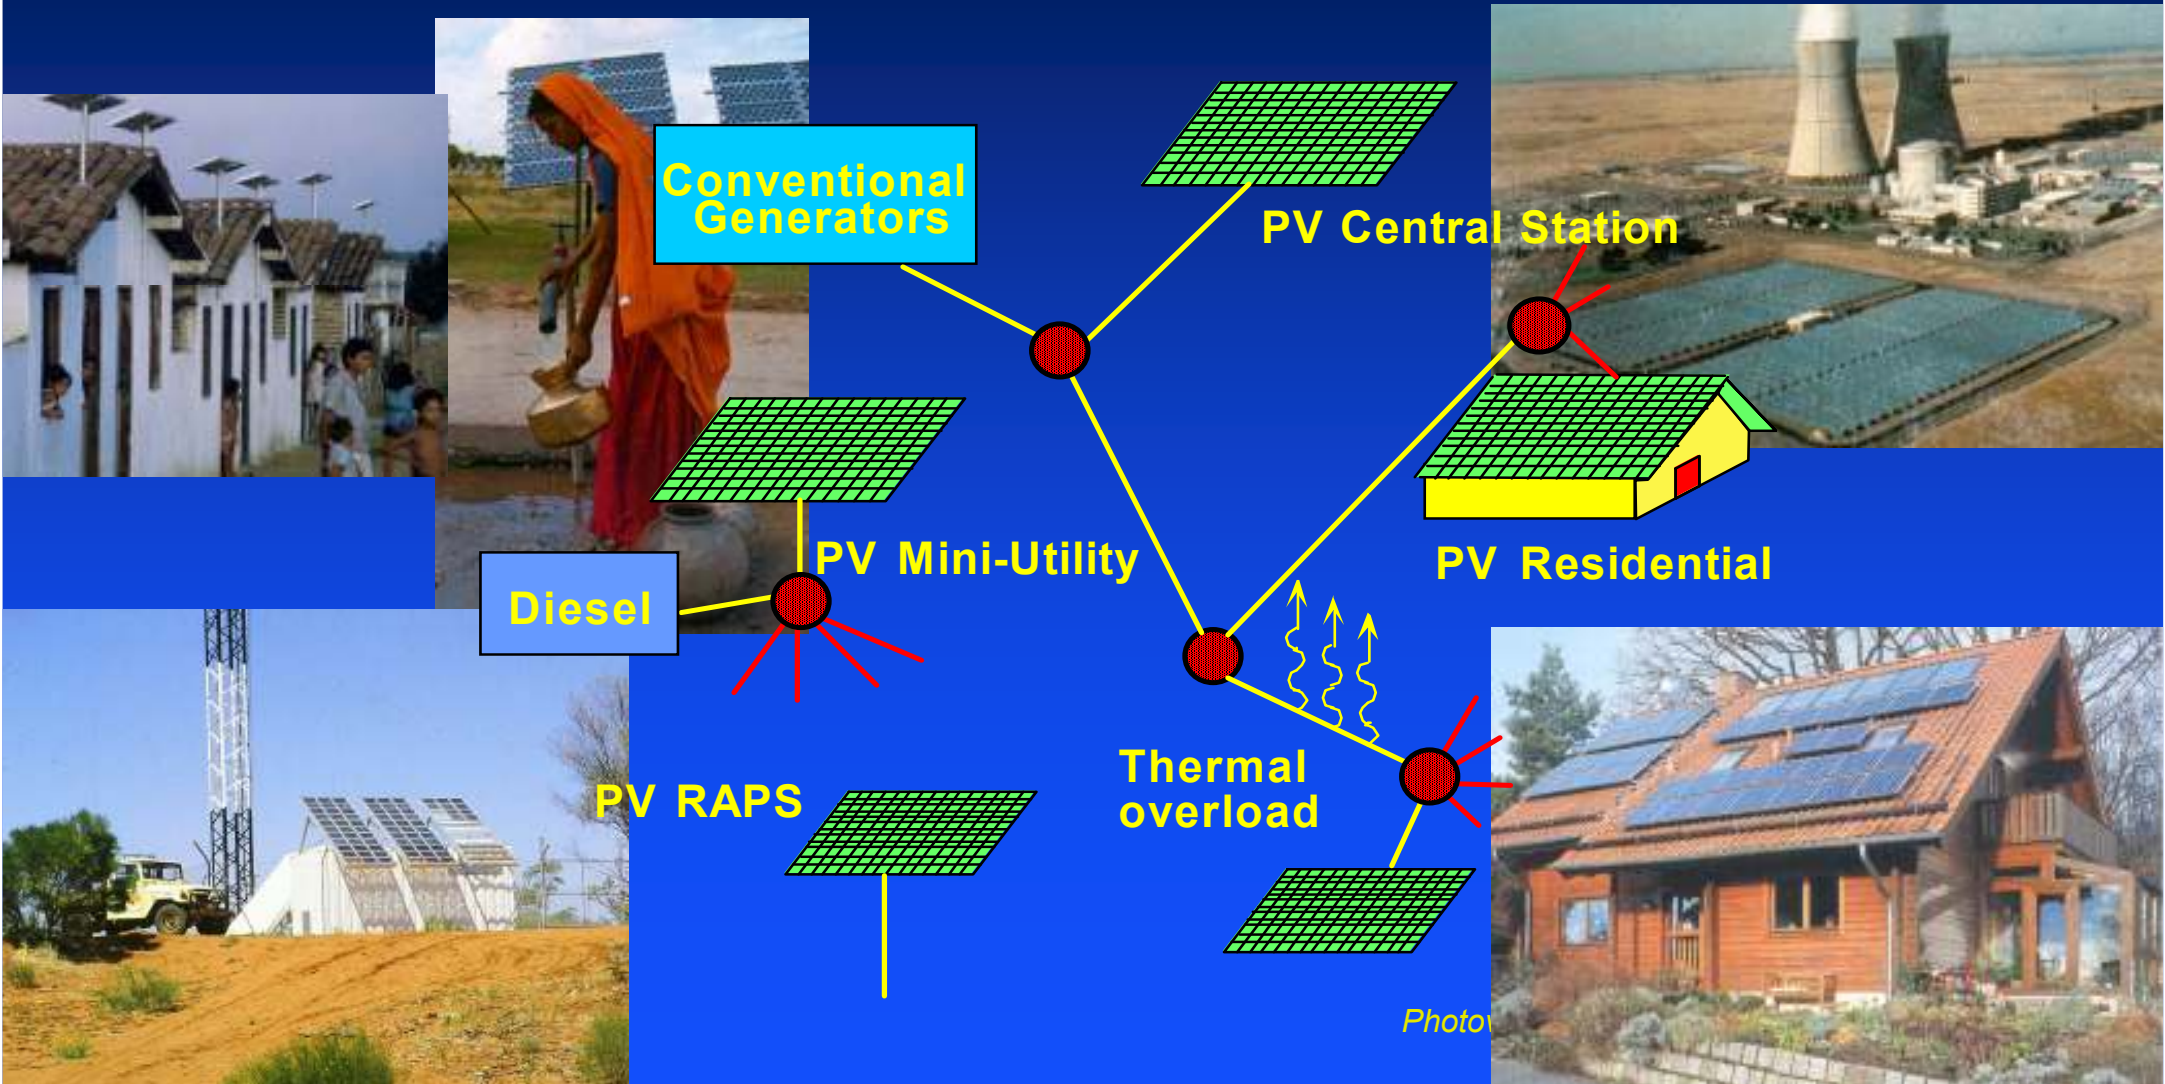 Conventional
Generators
PV Central Station
PV Mini-Utility
PV Residential
Diesel
Thermal
overload
PV RAPS